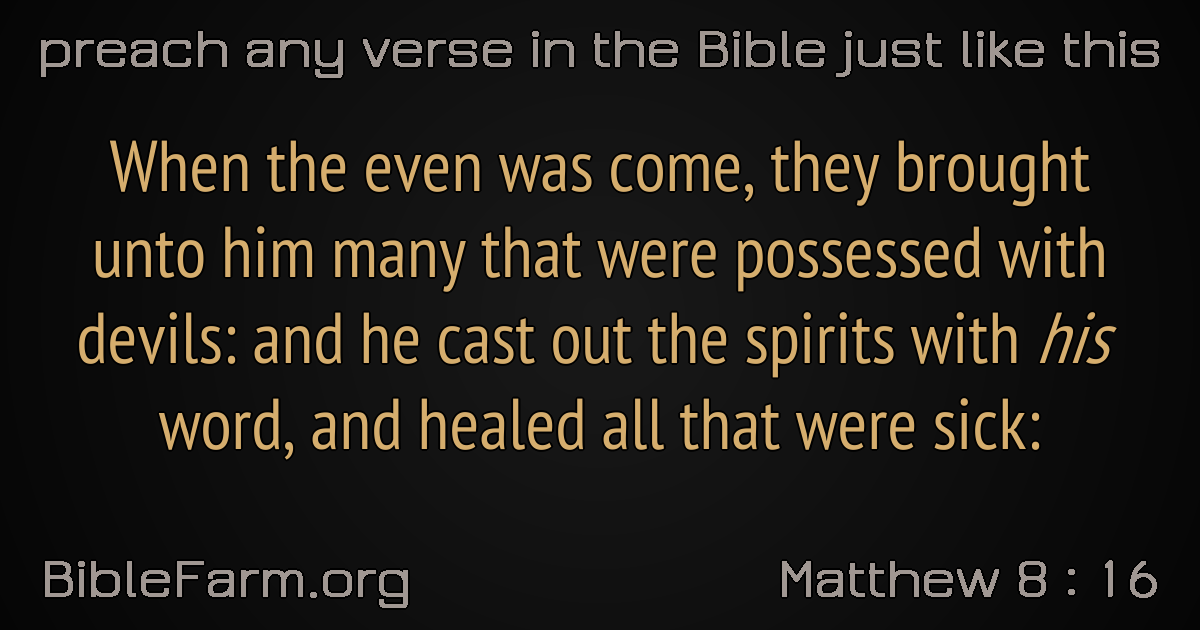 preach any verse in the Bible just like this
When the even was come, they brought
unto him many that were possessed with
devils: and he cast out the spirits with his
word, and healed all that were sick:
BibleFarm.org
Matthew 8 : 16